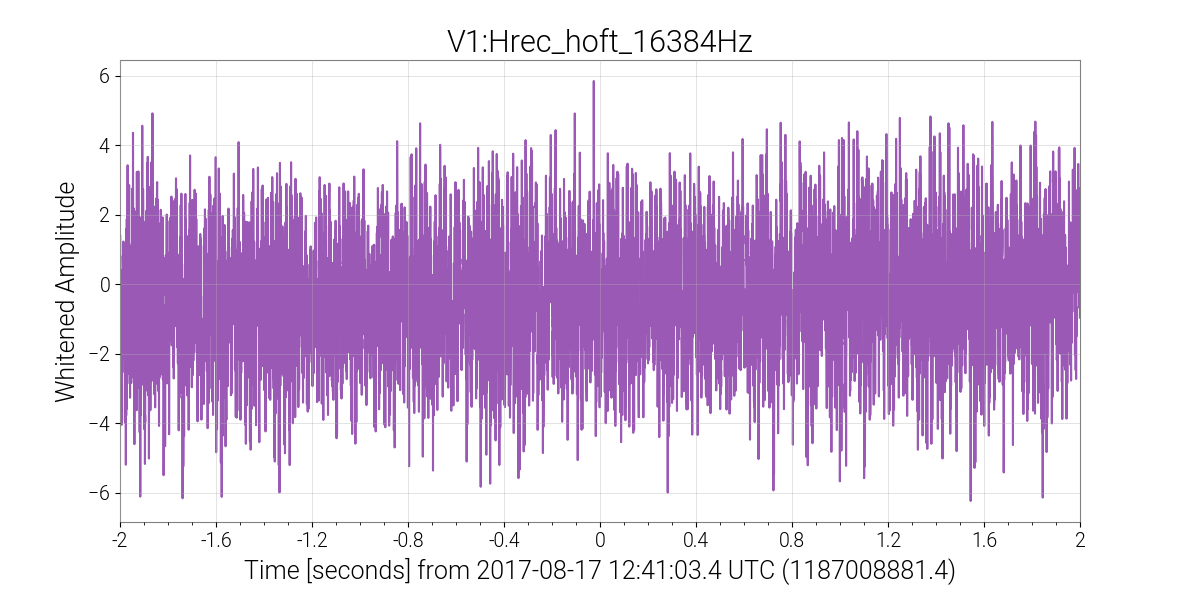 V1:Hrec_hoft_16384Hz
Whitened Amplitude
6
4
2
0
−2
−4
−6
-2 -1.6 -1.2 -0.8 -0.4 0 0.4 0.8 1.2 1.6 2
Time [seconds] from 2017-08-17 12:41:03.4 UTC (1187008881.4)